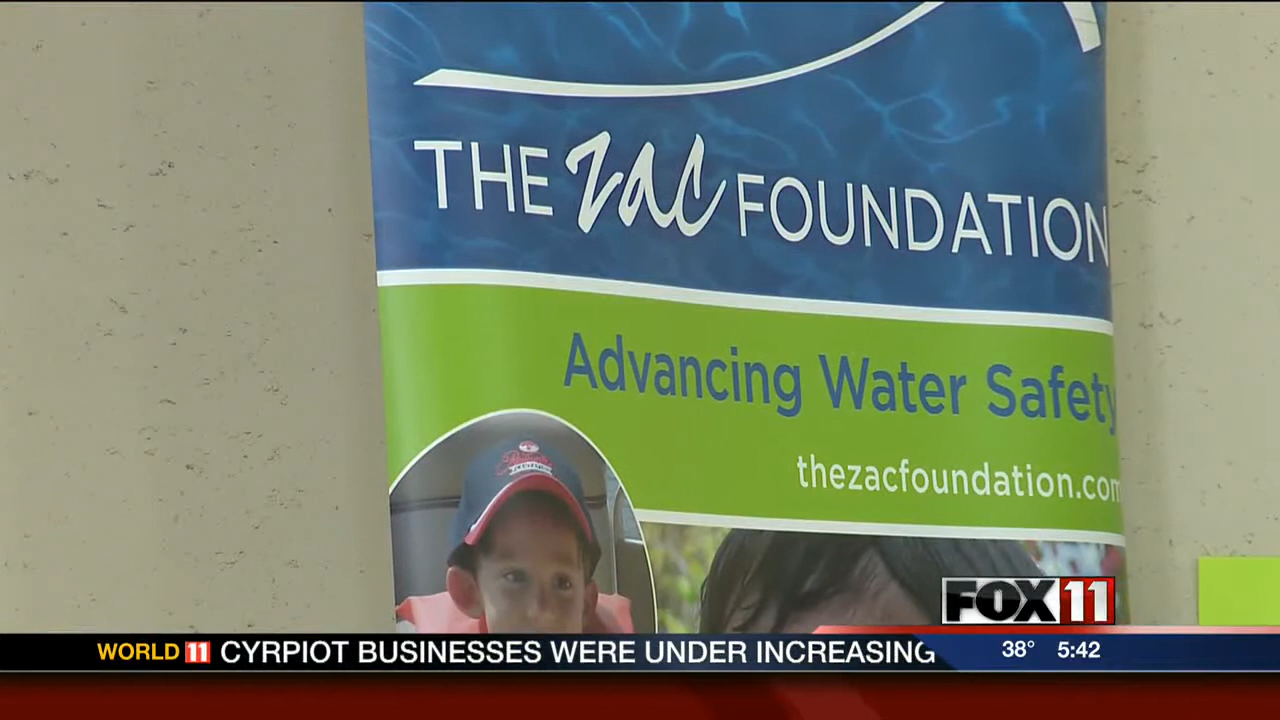 THE zac FOUNDATION
Advancing Water Safety
thezacfoundation.com
FOX 11
WORLD 11 CYRPIOT BUSINESSES WERE UNDER INCREASING
38° 5:42